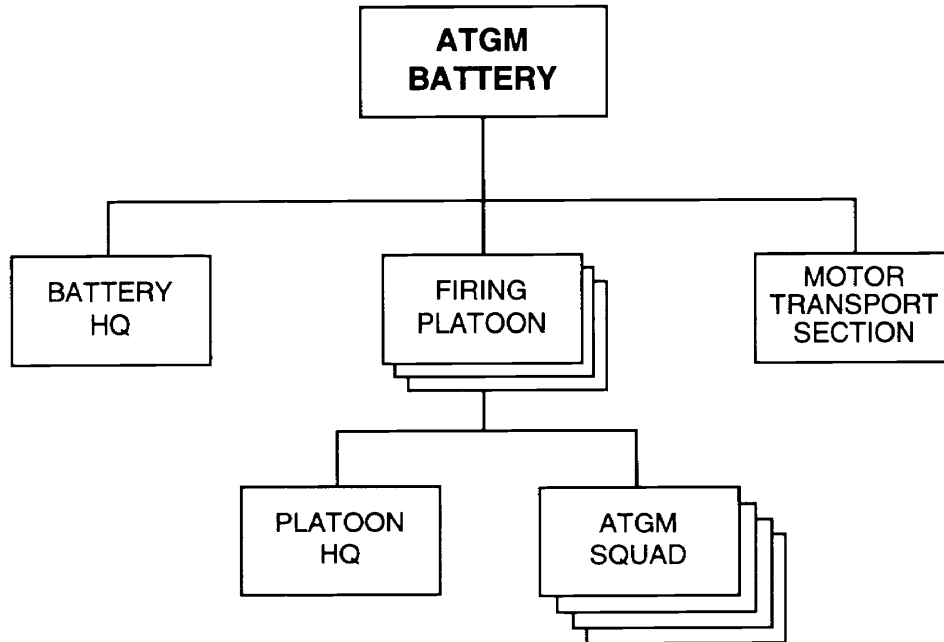 ATGM
BATTERY
BATTERY
HQ
FIRING
PLATOON
MOTOR
TRANSPORT
SECTION
PLATOON
HQ
ATGM
SQUAD